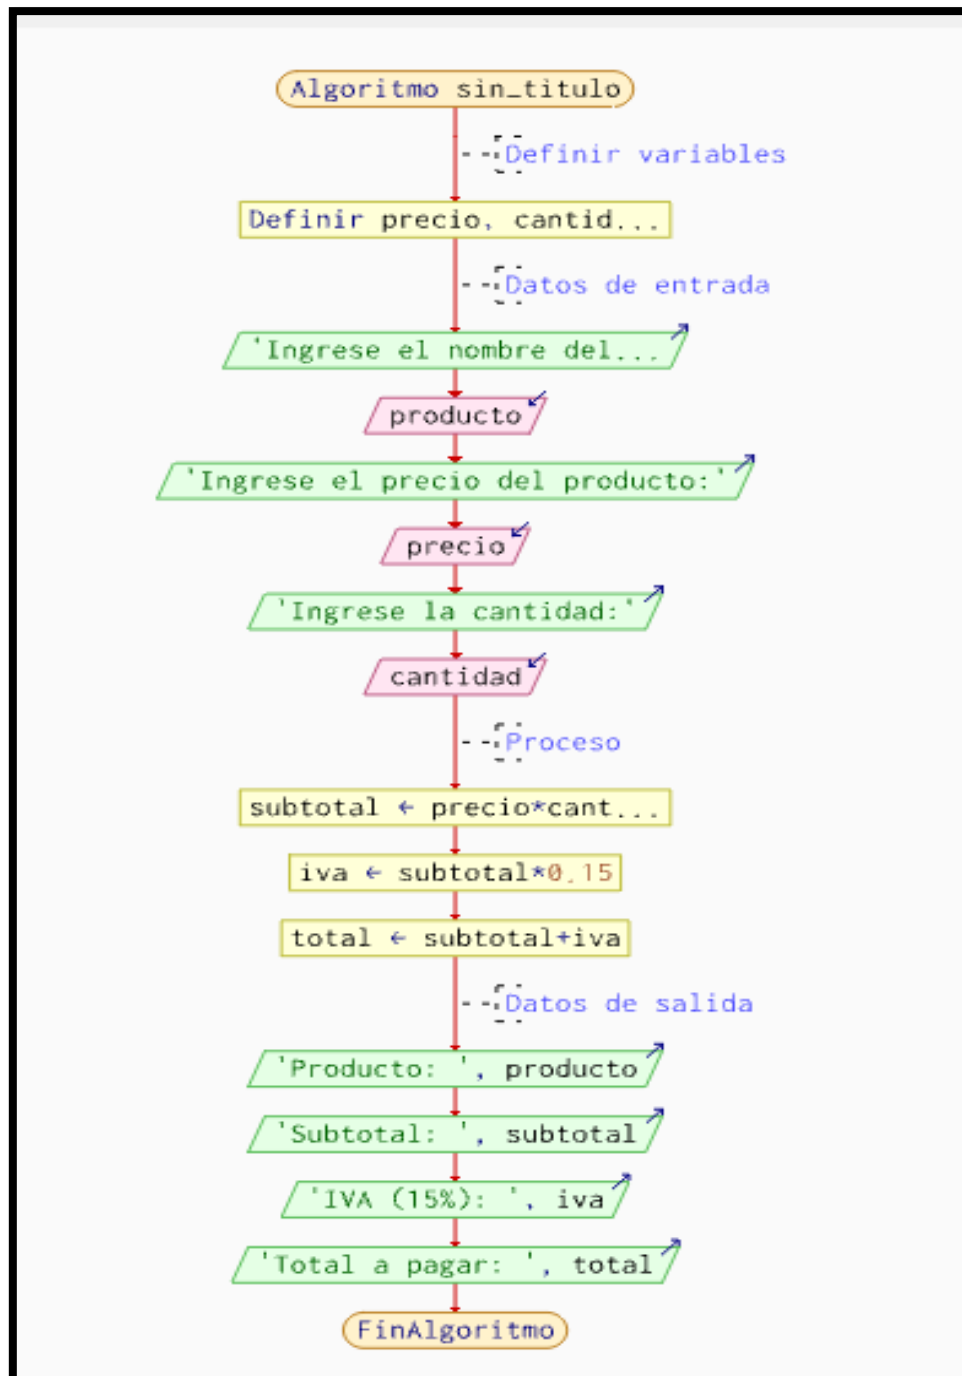 Algoritmo sin_titulo
Definir variables
Definir precio, cantid...
Datos de entrada
'Ingrese el nombre del...
producto
'Ingrese el precio del producto:'
precio
'Ingrese la cantidad:'
cantidad
Proceso
subtotal ← precio*cant...
iva ← subtotal*0.15
total ← subtotal+iva
Datos de salida
'Producto: ', producto
'Subtotal: ', subtotal
'IVA (15%): ', iva
'Total a pagar: ', total
FinAlgoritmo